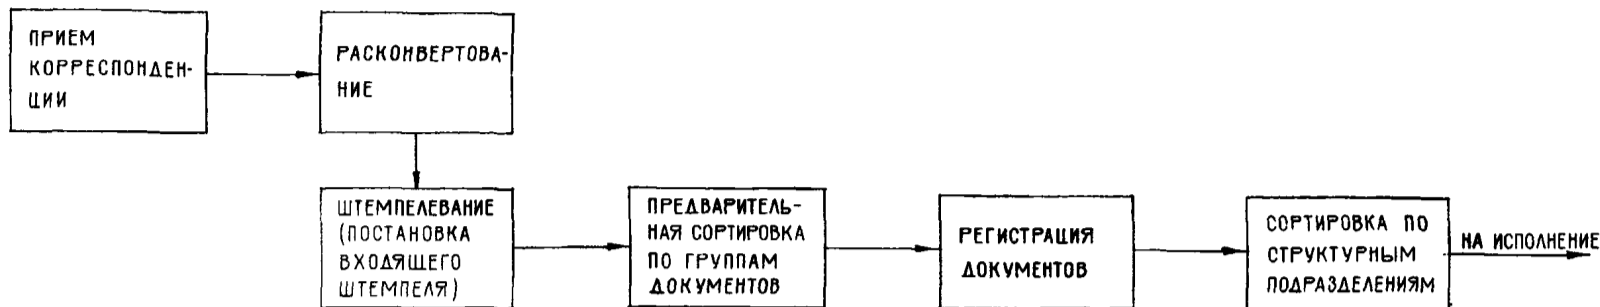 ПРИЕМ
КОРРЕСПОНДЕН-
ЦИИ
РАСКОНВЕРТОВА-
НИЕ
ШТЕМПЕЛЕВАНИЕ
(ПОСТАНОВКА
ВХОДЯЩЕГО
ШТЕМПЕЛЯ)
ПРЕДВАРИТЕЛЬ-
НАЯ СОРТИРОВКА
ПО ГРУППАМ
ДОКУМЕНТОВ
РЕГИСТРАЦИЯ
ДОКУМЕНТОВ
СОРТИРОВКА ПО
СТРУКТУРНЫМ
ПОДРАЗДЕЛЕНИЯМ
НА ИСПОЛНЕНИЕ